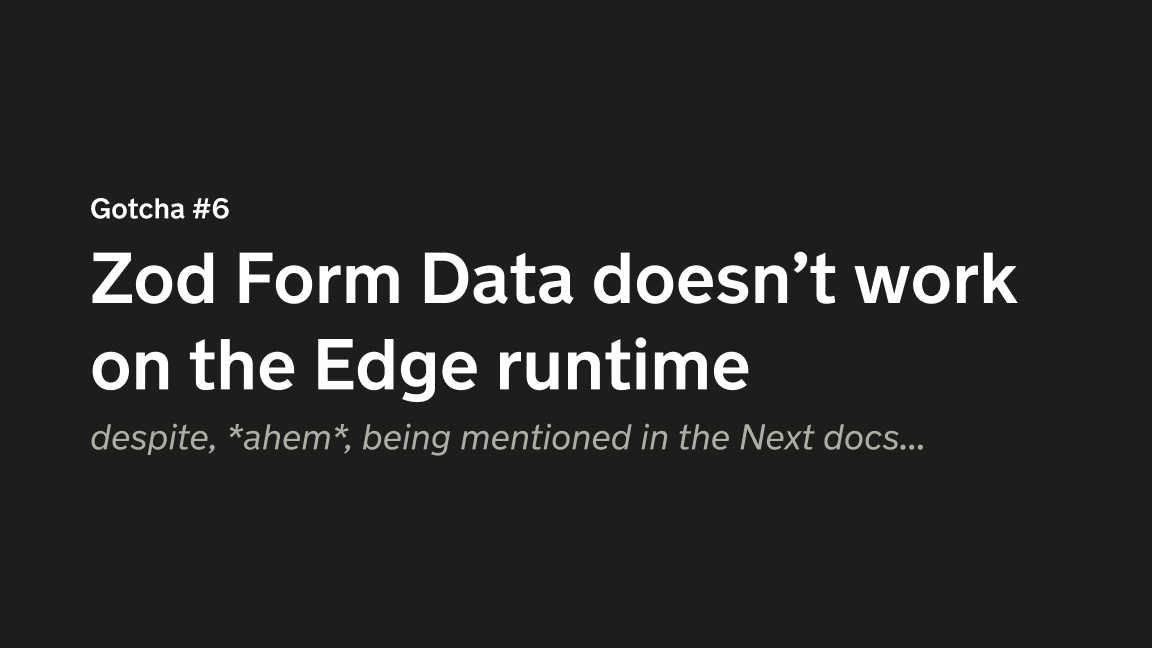 Gotcha #6
Zod Form Data doesn’t work
on the Edge runtime
despite, *ahem*, being mentioned in the Next docs...